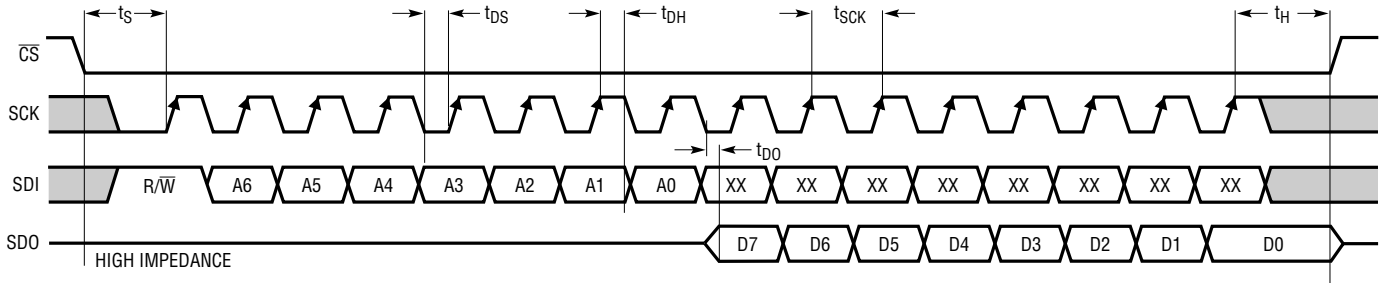 tS tDS tDH tSCK tH
CS
SCK
tDO
SDI R/W A6 A5 A4 A3 A2 A1 A0 XX XX XX XX XX XX XX XX
SDO D7 D6 D5 D4 D3 D2 D1 D0
HIGH IMPEDANCE